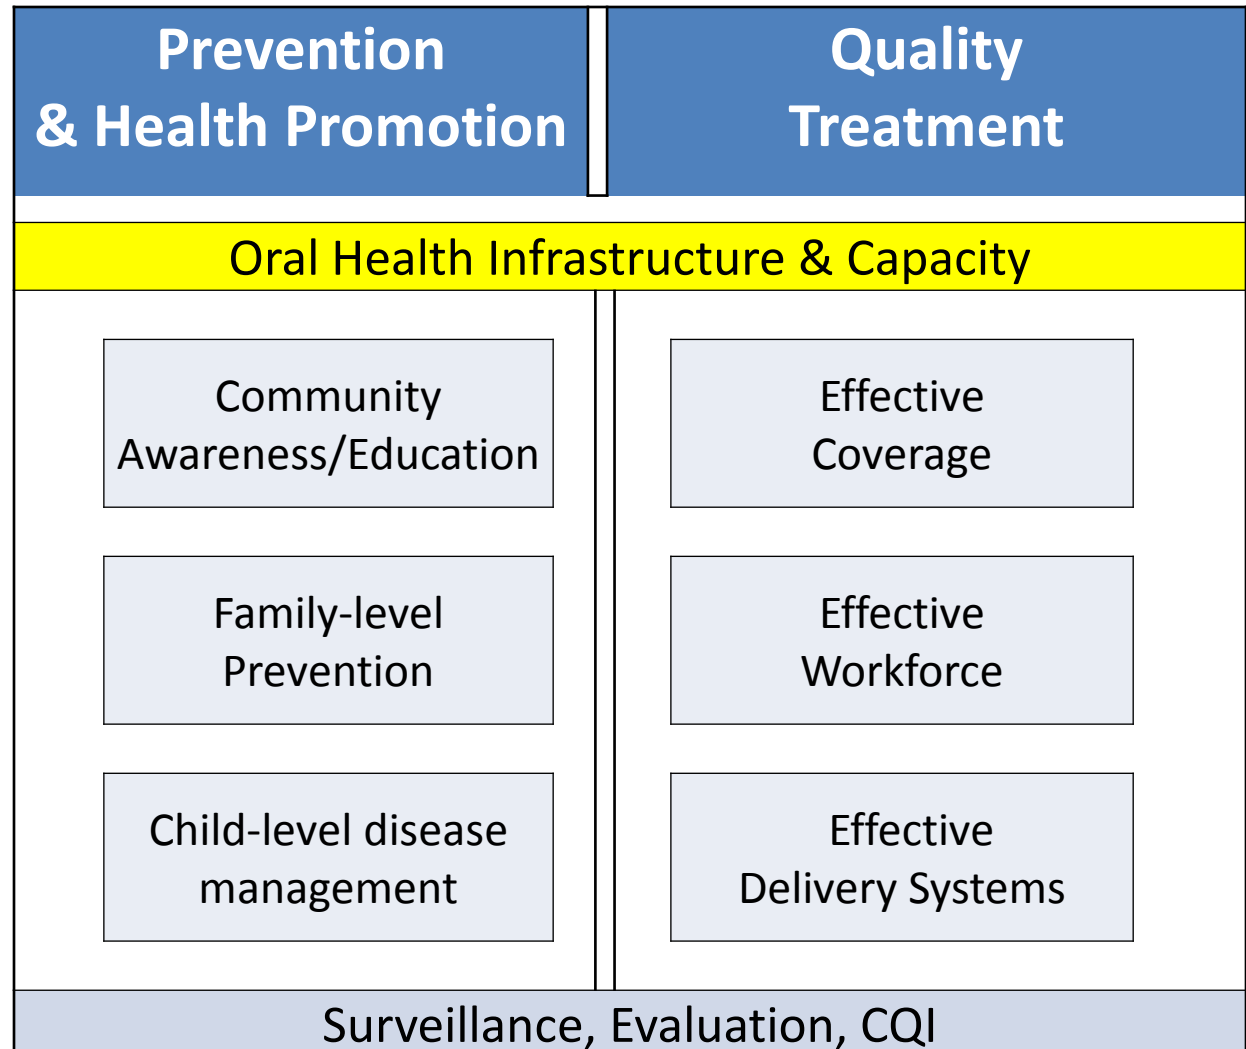 Prevention
& Health Promotion
Quality
Treatment
Oral Health Infrastructure & Capacity
Community
Awareness/Education
Effective
Coverage
Family-level
Prevention
Effective
Workforce
Child-level disease
management
Effective
Delivery Systems
Surveillance, Evaluation, CQI